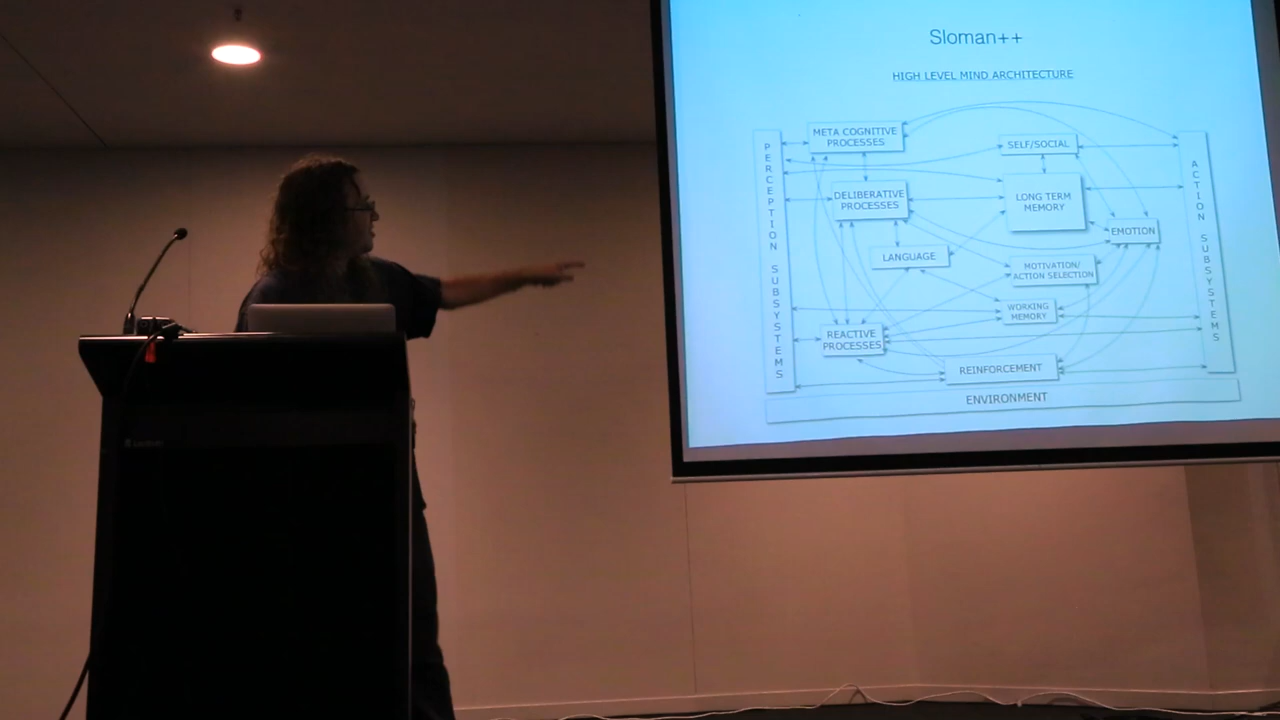 Sloman++
HIGH LEVEL MIND ARCHITECTURE
PERCEPTION SUBSYSTEMS
META COGNITIVE
PROCESSES
SELF/SOCIAL
DELIBERATIVE
PROCESSES
LONG TERM
MEMORY
EMOTION
LANGUAGE
MOTIVATION/
ACTION SELECTION
WORKING
MEMORY
REACTIVE
PROCESSES
REINFORCEMENT
ACTION SUBSYSTEMS
ENVIRONMENT